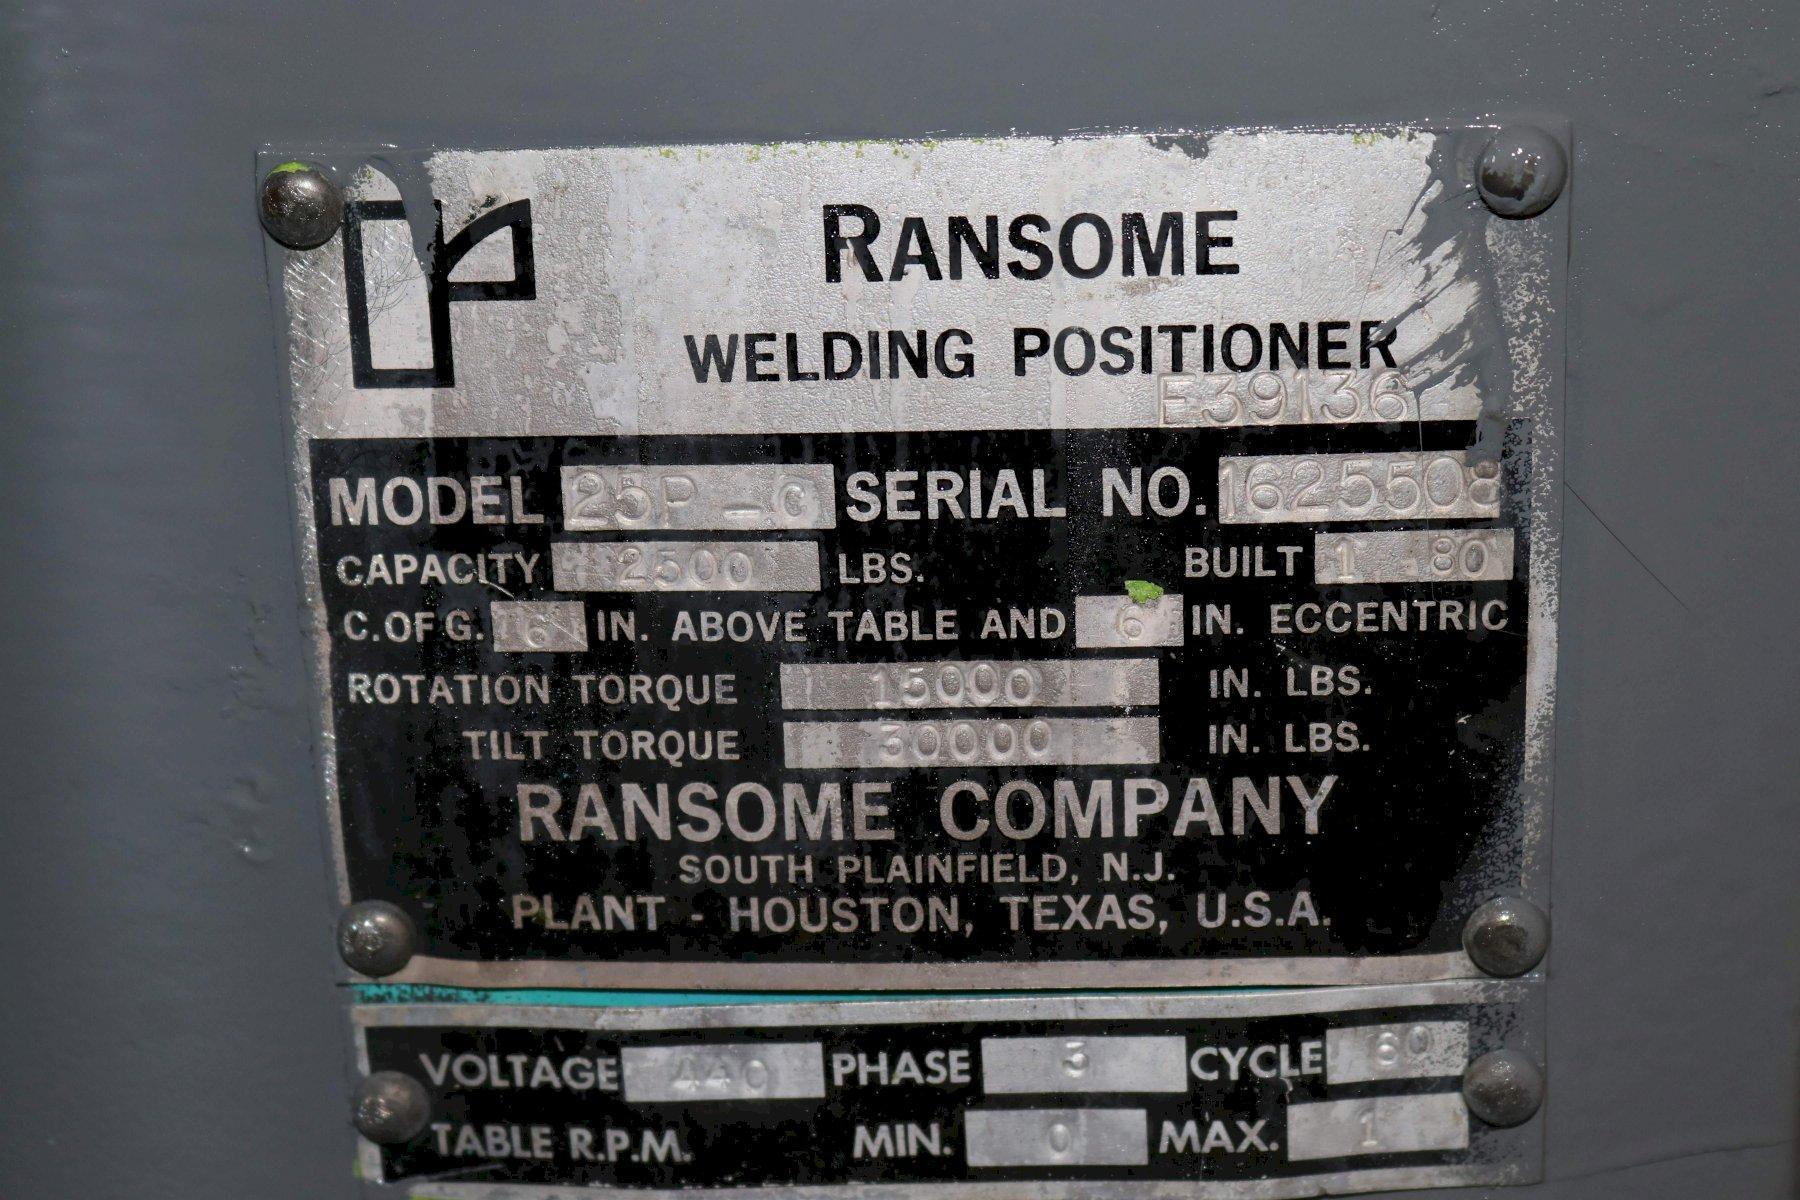 RANSOME
WELDING POSITIONER
E39136
MODEL 25P-C SERIAL NO. 1625508
CAPACITY 2500 LBS. BUILT 1 80
C. OF G. 6 IN. ABOVE TABLE AND 6 IN. ECCENTRIC
ROTATION TORQUE 15000 IN. LBS.
TILT TORQUE 30000 IN. LBS.
RANSOME COMPANY
SOUTH PLAINFIELD, N.J.
PLANT - HOUSTON, TEXAS, U.S.A.
VOLTAGE 440 PHASE 3 CYCLE 60
TABLE R.P.M. MIN. 0 MAX. 1